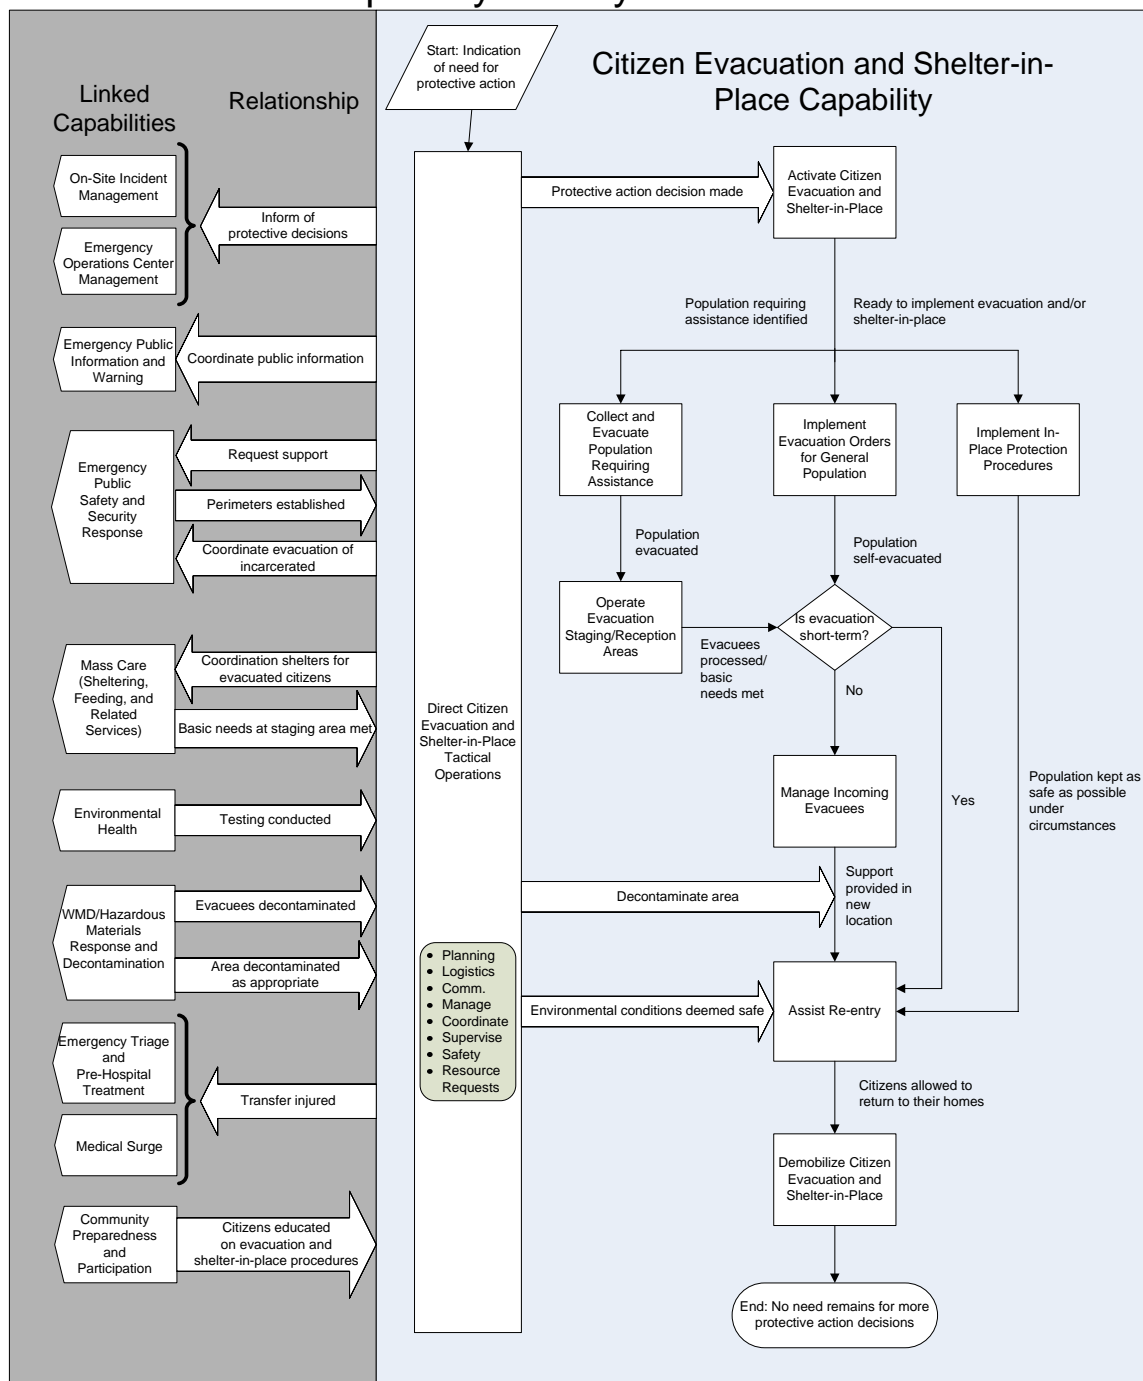 Start: Indication
of need for
protective action
Citizen Evacuation and Shelter-in-
Place Capability
Linked
Capabilities
Relationship
On-Site Incident
Management
Emergency
Operations Center
Management
Inform of
protective decisions
Emergency Public
Information and
Warning
Coordinate public information
Emergency
Public
Safety and
Security
Response
Request support
Perimeters established
Coordinate evacuation of
incarcerated
Mass Care
(Sheltering,
Feeding, and
Related
Services)
Coordination shelters for
evacuated citizens
Basic needs at staging area met
Environmental
Health
Testing conducted
WMD/Hazardous
Materials
Response and
Decontamination
Evacuees decontaminated
Area decontaminated
as appropriate
Emergency Triage
and
Pre-Hospital
Treatment
Medical Surge
Transfer injured
Community
Preparedness
and
Participation
Citizens educated
on evacuation and
shelter-in-place procedures
Direct Citizen
Evacuation and
Shelter-in-Place
Tactical
Operations
• Planning
• Logistics
• Comm.
• Manage
• Coordinate
• Supervise
• Safety
• Resource
Requests
Protective action decision made
Activate Citizen
Evacuation and
Shelter-in-Place
Population requiring
assistance identified
Ready to implement evacuation and/or
shelter-in-place
Collect and
Evacuate
Population
Requiring
Assistance
Implement
Evacuation Orders
for General
Population
Implement In-
Place Protection
Procedures
Population
evacuated
Population
self-evacuated
Operate
Evacuation
Staging/Reception
Areas
Evacuees
processed/
basic
needs met
Is evacuation
short-term?
No
Yes
Manage Incoming
Evacuees
Population kept as
safe as possible
under
circumstances
Decontaminate area
Support
provided in
new
location
Environmental conditions deemed safe
Assist Re-entry
Citizens allowed to
return to their homes
Demobilize Citizen
Evacuation and
Shelter-in-Place
End: No need remains for more
protective action decisions